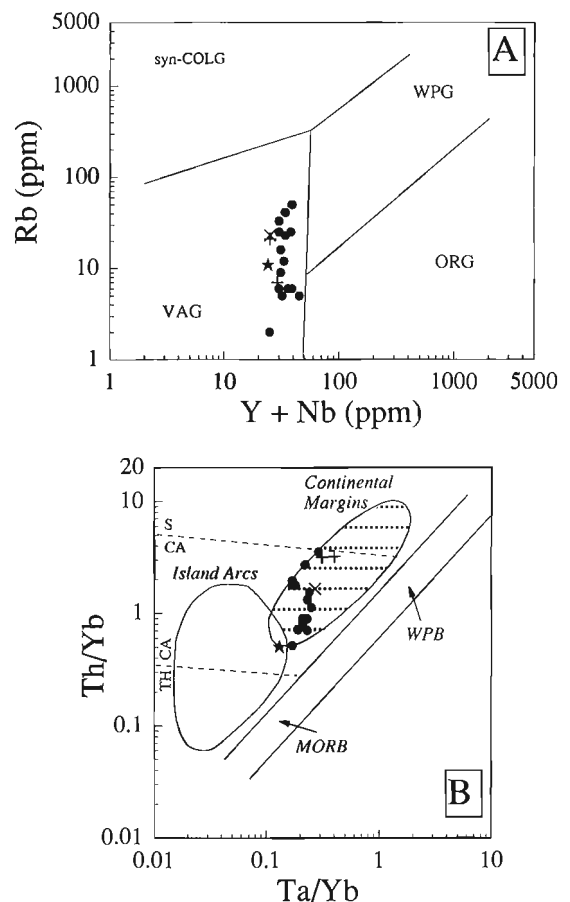 5000
A
syn-COLG
1000
WPG
Rb (ppm)
100
10
ORG
VAG
1
1 10 100 1000 5000
Y + Nb (ppm)
20
Continental
Margins
10
S
CA
Island Arcs
1
WPB
Th/Yb
CA
TH
0.1
MORB
B
0.01
0.01 0.1 1 10
Ta/Yb